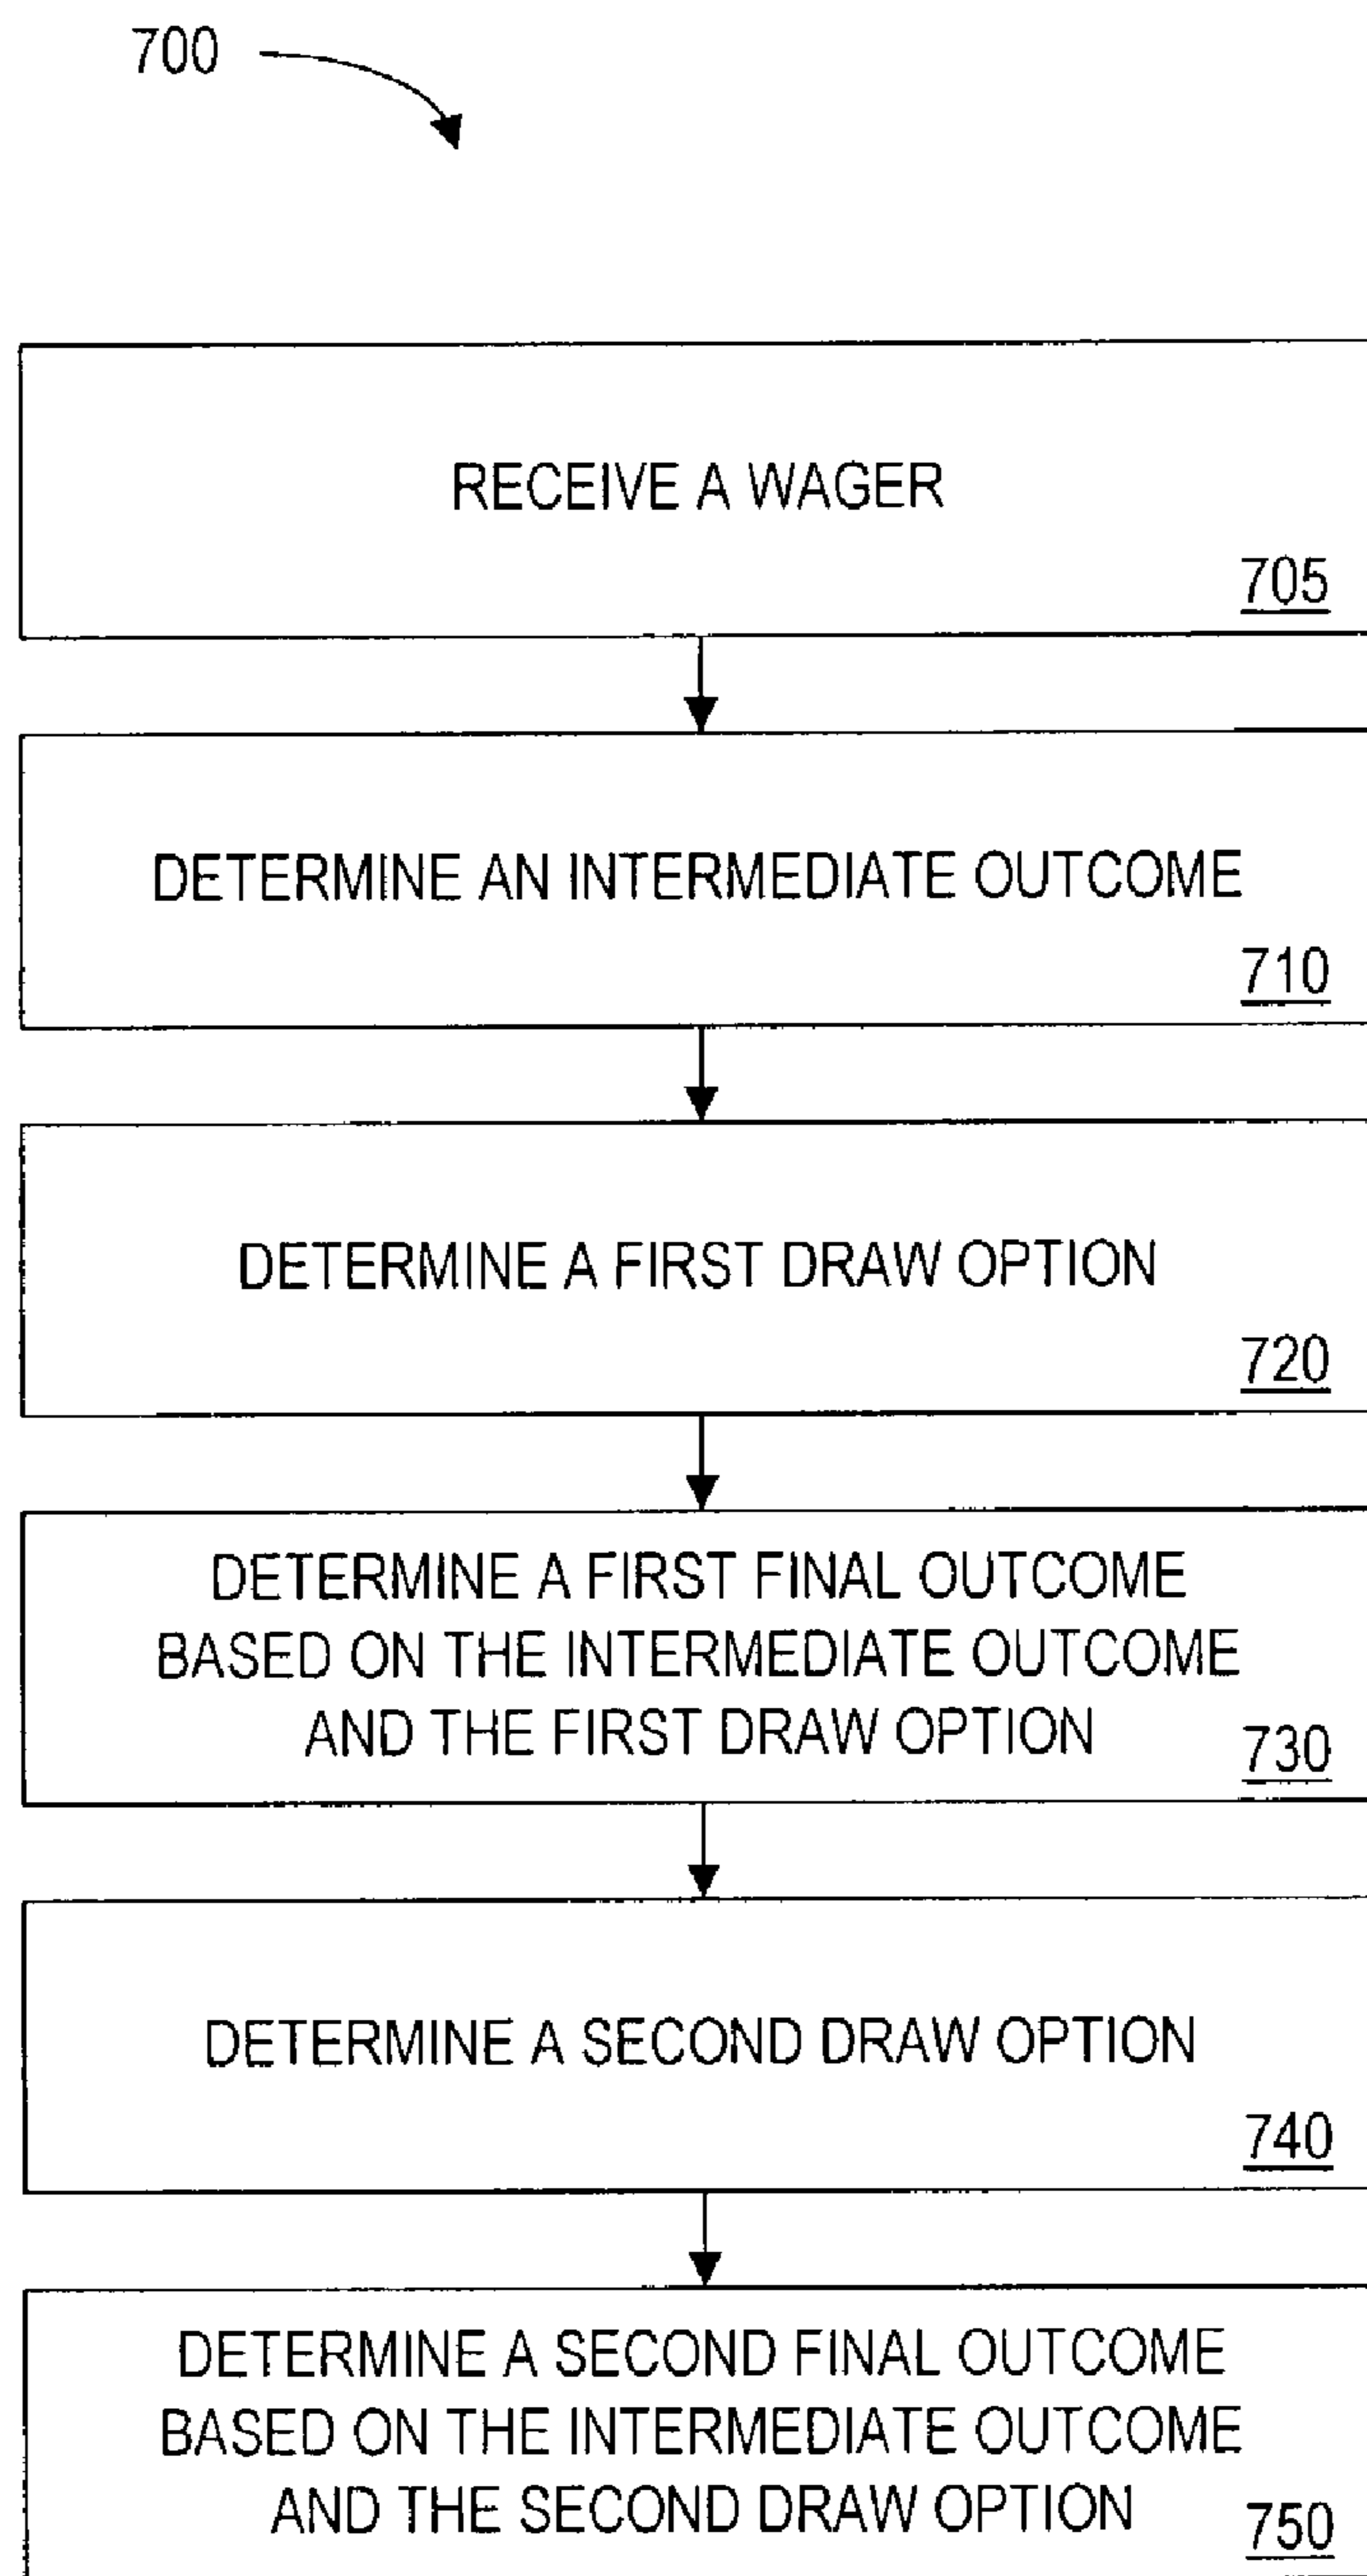 700
RECEIVE A WAGER
705
DETERMINE AN INTERMEDIATE OUTCOME
710
DETERMINE A FIRST DRAW OPTION
720
DETERMINE A FIRST FINAL OUTCOME
BASED ON THE INTERMEDIATE OUTCOME
AND THE FIRST DRAW OPTION
730
DETERMINE A SECOND DRAW OPTION
740
DETERMINE A SECOND FINAL OUTCOME
BASED ON THE INTERMEDIATE OUTCOME
AND THE SECOND DRAW OPTION
750